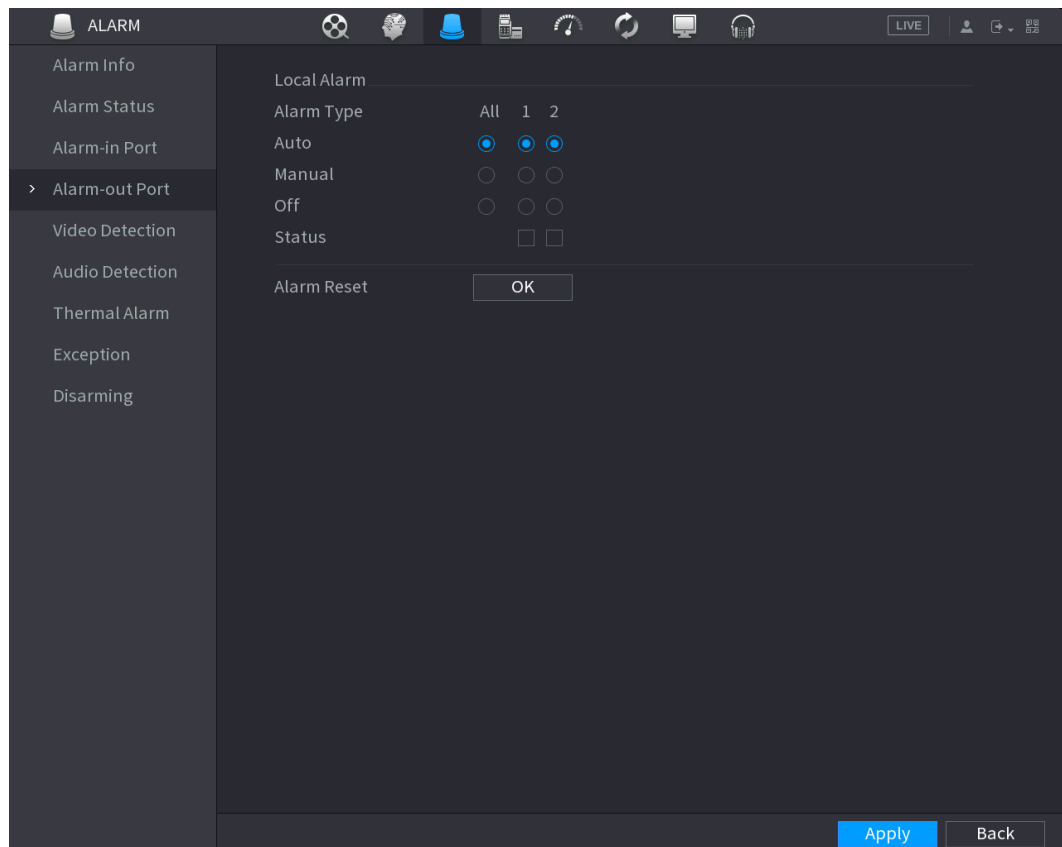 ALARM LIVE
Alarm Info
Alarm Status
Alarm-in Port
Alarm-out Port
Video Detection
Audio Detection
Thermal Alarm
Exception
Disarming
Local Alarm
Alarm Type All 1 2
Auto
Manual
Off
Status
Alarm Reset OK
Apply Back